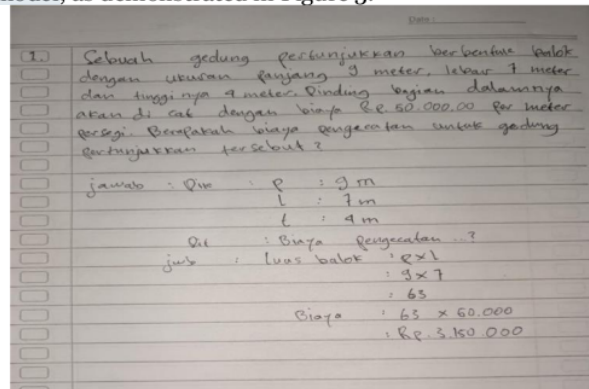 model, as demonstrated in Figure 3.
Date :
1. Sebuah gedung pertunjukkan berbentuk balok
dengan ukuran panjang 9 meter, lebar 7 meter
dan tingginya 4 meter. Dinding bagian dalamnya
akan di cat dengan biaya Rp. 50.000.00 per meter
persegi. Berapakah biaya pengecatan untuk gedung
pertunjukkan tersebut ?
jawab : Dik : P : 9 m
l : 7 m
t : 4 m
Dit : Biaya pengecatan ..?
jwb : luas balok : p x l
: 9 x 7
: 63
Biaya : 63 x 50.000
: Rp. 3.150.000